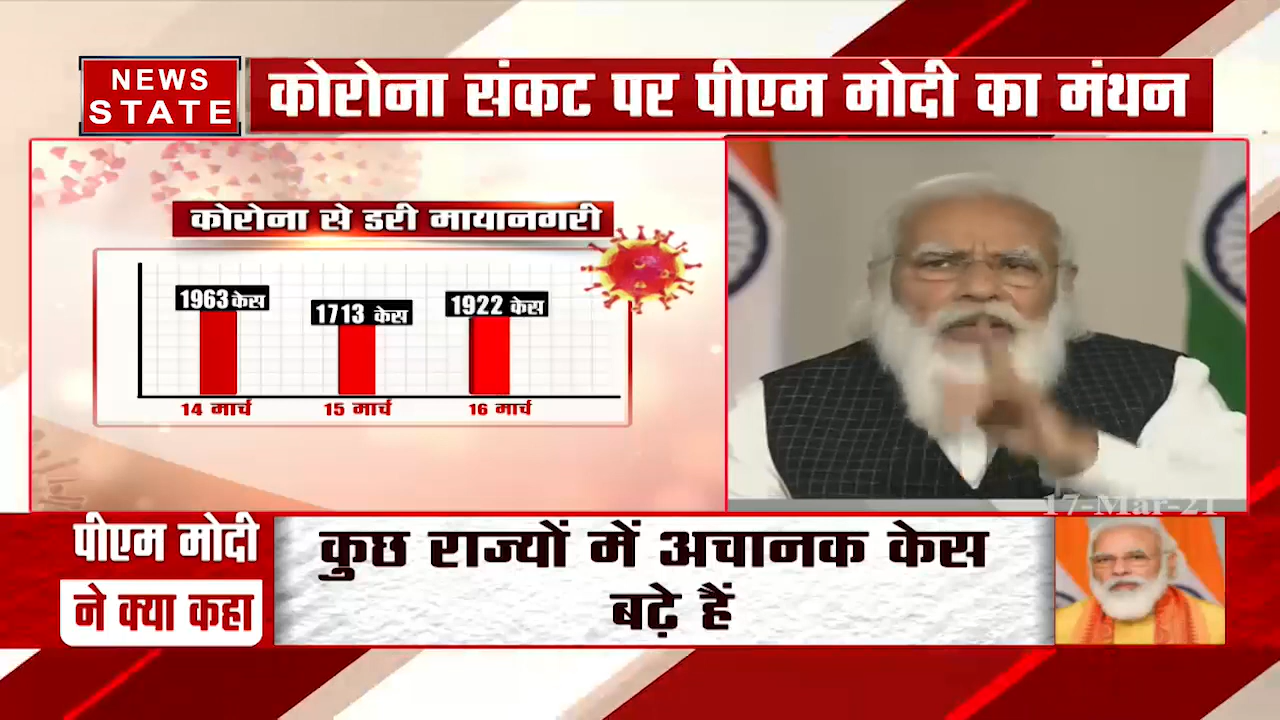 NEWS
STATE
कोरोना संकट पर पीएम मोदी का मंथन
कोरोना से डरी मायानगरी
1963 केस
1713 केस
1922 केस
14 मार्च
15 मार्च
16 मार्च
17-Mar-21
पीएम मोदी
ने क्या कहा
कुछ राज्यों में अचानक केस
बढ़े हैं